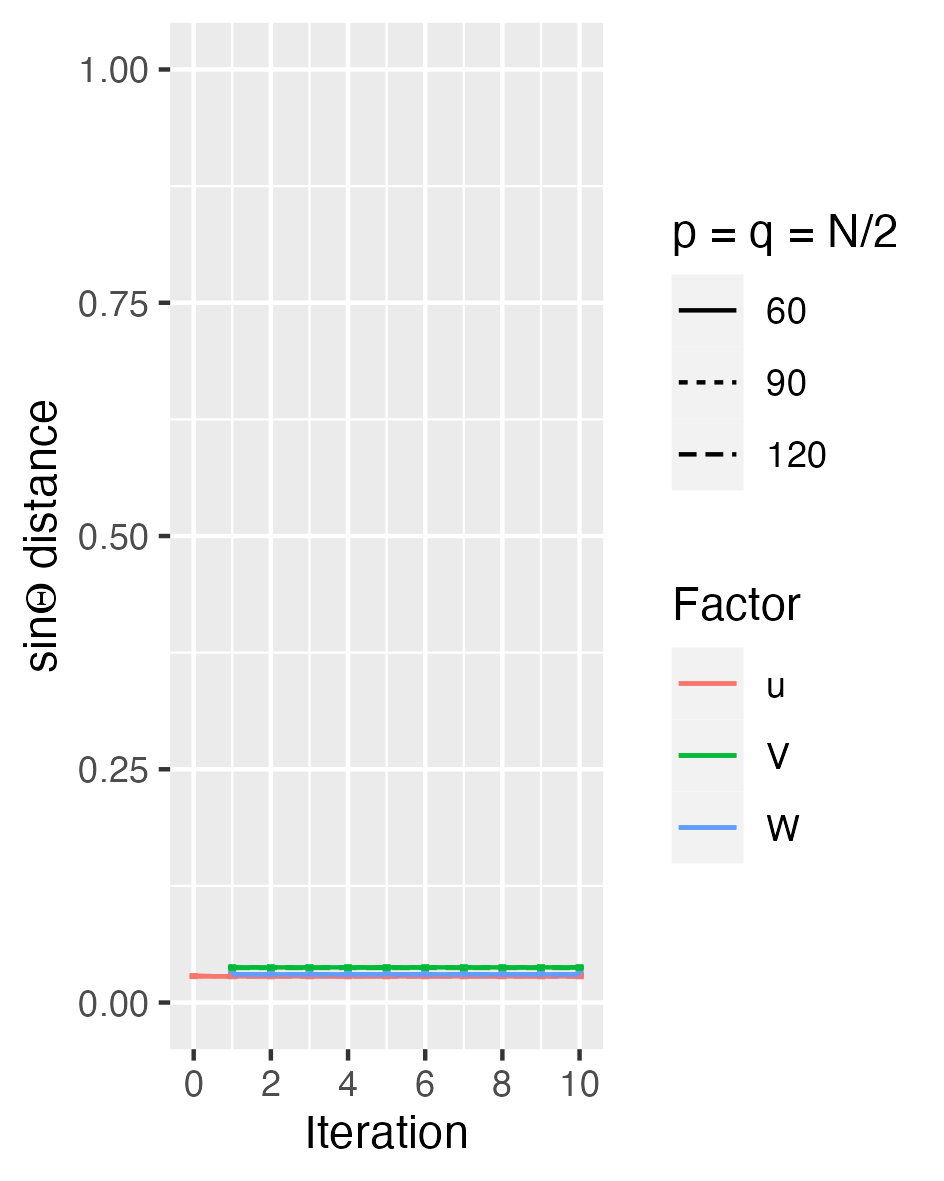 sinΘ distance
1.00
0.75
0.50
0.25
0.00
0 2 4 6 8 10
Iteration
p = q = N/2
60
90
120
Factor
u
V
W